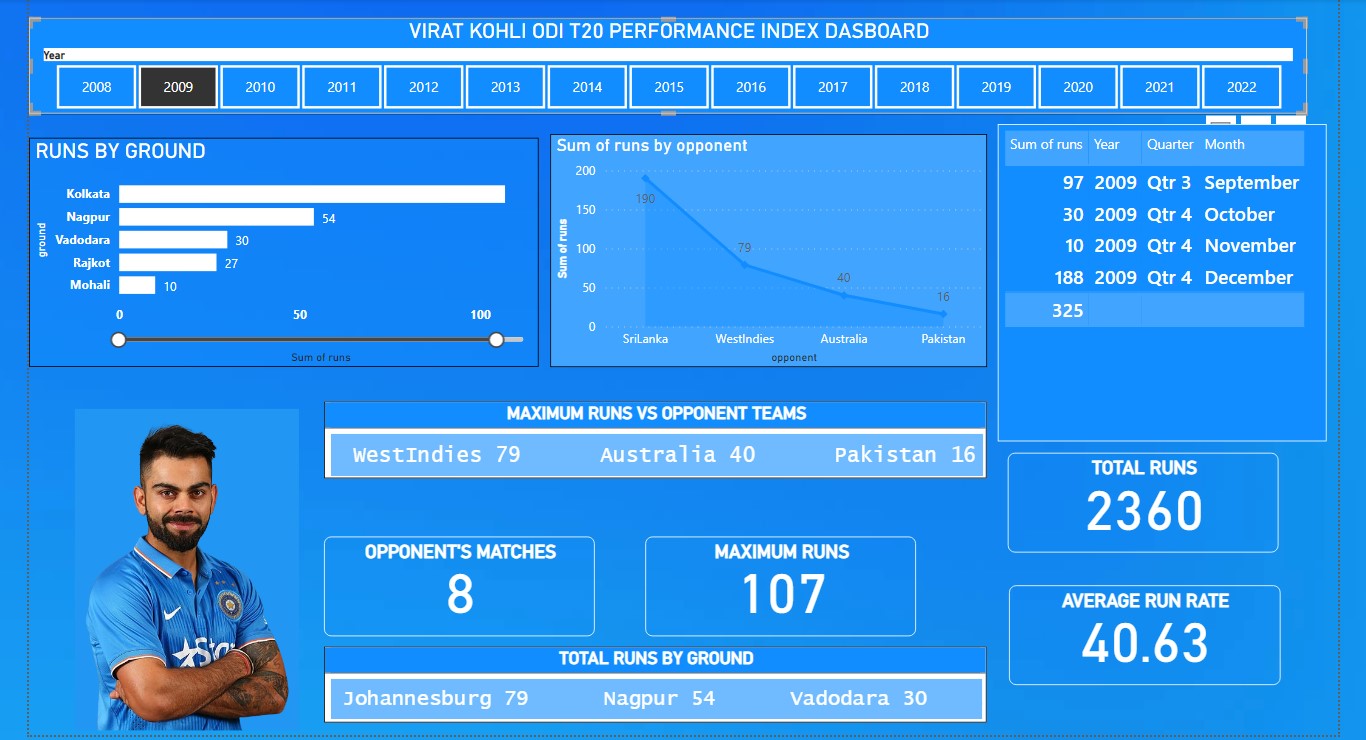 VIRAT KOHLI ODI T20 PERFORMANCE INDEX DASBOARD
Year
2008 2009 2010 2011 2012 2013 2014 2015 2016 2017 2018 2019 2020 2021 2022
RUNS BY GROUND
ground
Kolkata
Nagpur 54
Vadodara 30
Rajkot 27
Mohali 10
0 50 100
Sum of runs
Sum of runs by opponent
Sum of runs
200
150
100
50
0
190
79
40
16
SriLanka WestIndies Australia Pakistan
opponent
Sum of runs Year Quarter Month
97 2009 Qtr 3 September
30 2009 Qtr 4 October
10 2009 Qtr 4 November
188 2009 Qtr 4 December
325
MAXIMUM RUNS VS OPPONENT TEAMS
WestIndies 79 Australia 40 Pakistan 16
TOTAL RUNS
2360
OPPONENT'S MATCHES
8
MAXIMUM RUNS
107
AVERAGE RUN RATE
40.63
TOTAL RUNS BY GROUND
Johannesburg 79 Nagpur 54 Vadodara 30